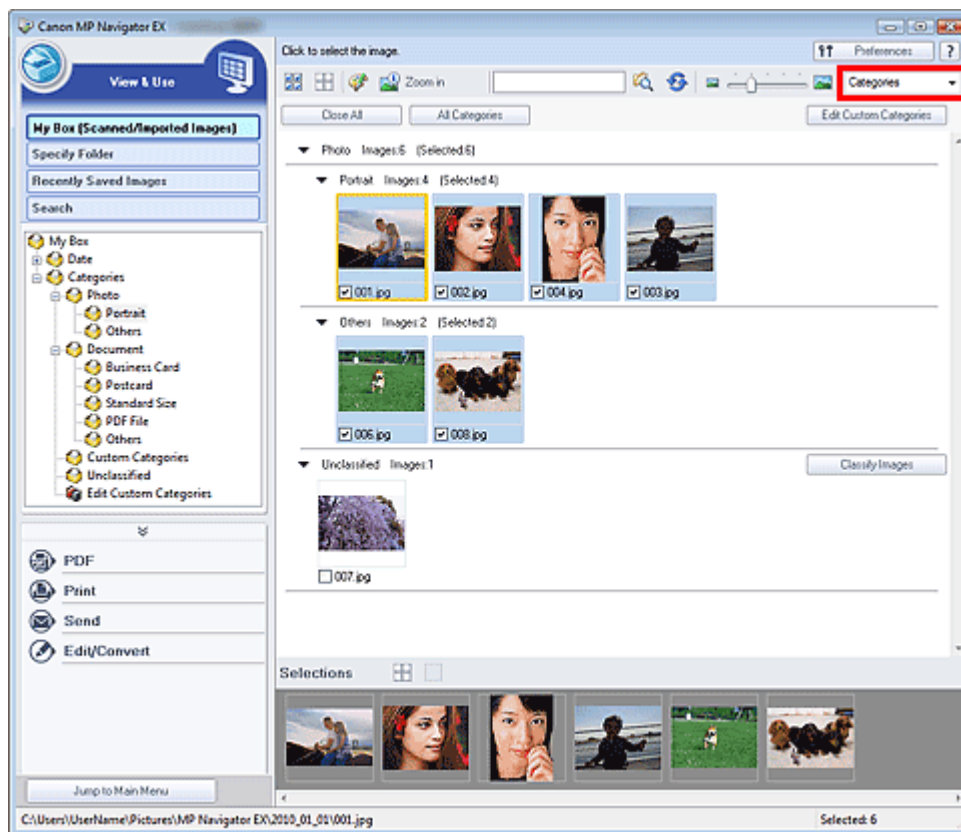 Canon MP Navigator EX
View & Use
My Box (Scanned/Imported Images)
Specify Folder
Recently Saved Images
Search
My Box
Date
Categories
Photo
Portrait
Others
Document
Business Card
Postcard
Standard Size
PDF File
Others
Custom Categories
Unclassified
Edit Custom Categories
PDF
Print
Send
Edit/Convert
Jump to Main Menu
Click to select the image.
Preferences
?
Zoom in
Categories
Close All
All Categories
Edit Custom Categories
Photo Images:6 (Selected:6)
Portrait Images:4 (Selected:4)
001.jpg
002.jpg
004.jpg
003.jpg
Others Images:2 (Selected:2)
006.jpg
008.jpg
Unclassified Images:1
Classify Images
007.jpg
Selections
C:\Users\UserName\Pictures\MP Navigator EX\2010_01_01\001.jpg
Selected: 6